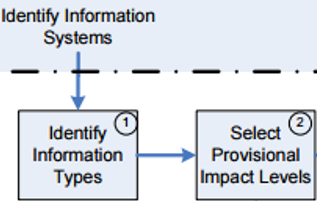 Identify Information
Systems
1
Identify
Information
Types
2
Select
Provisional
Impact Levels